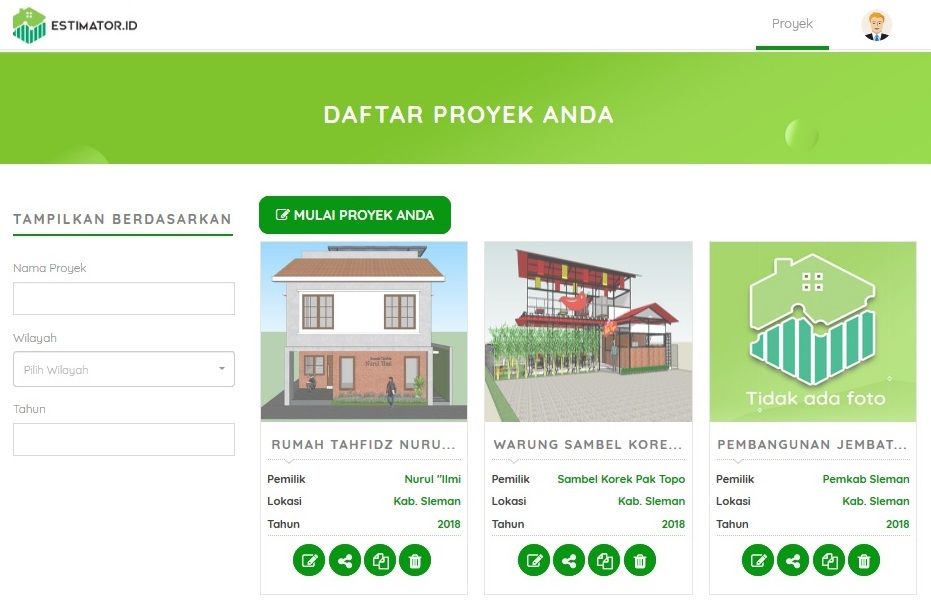 ESTIMATOR.ID
Proyek
DAFTAR PROYEK ANDA
TAMPILKAN BERDASARKAN
Nama Proyek
Wilayah
Pilih Wilayah
Tahun
MULAI PROYEK ANDA
Nurul Ilmi
RUMAH TAHFIDZ NURU...
Pemilik Nurul "Ilmi
Lokasi Kab. Sleman
Tahun 2018
WARUNG SAMBEL KORE...
Pemilik Sambel Korek Pak Topo
Lokasi Kab. Sleman
Tahun 2018
Tidak ada foto
PEMBANGUNAN JEMBAT...
Pemilik Pemkab Sleman
Lokasi Kab. Sleman
Tahun 2018